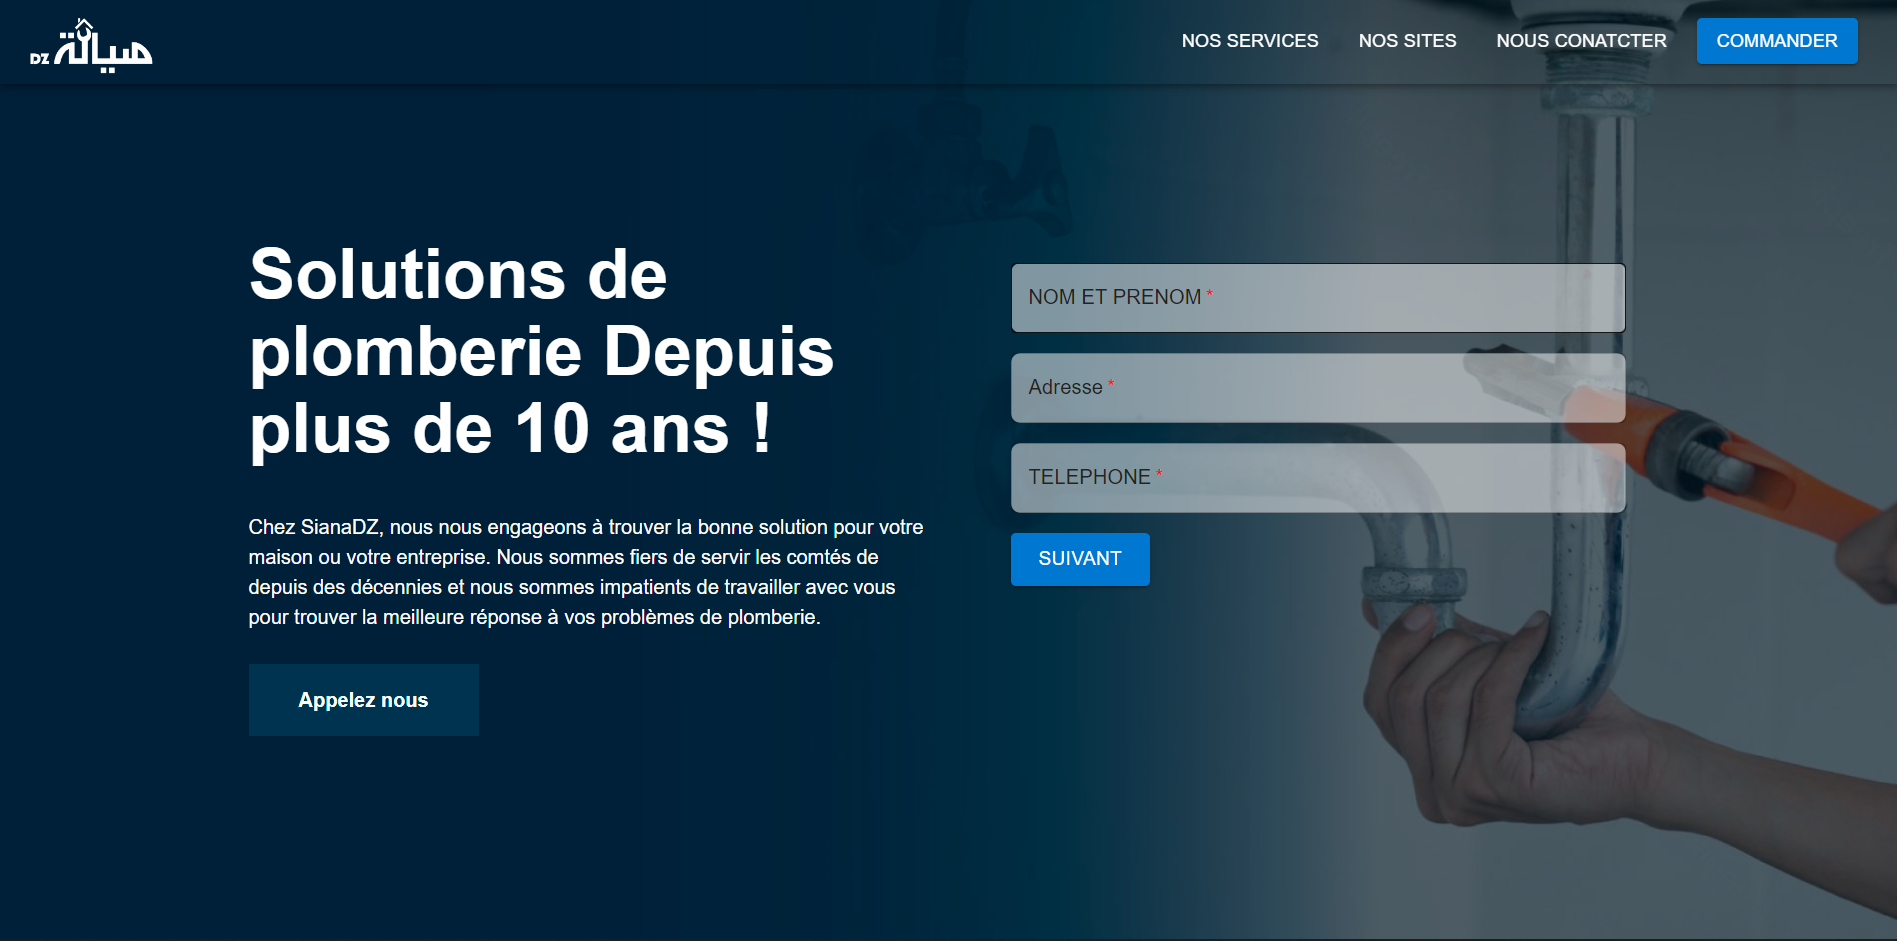 DZ صيانة
NOS SERVICES
NOS SITES
NOUS CONATCTER
COMMANDER
Solutions de
plomberie Depuis
plus de 10 ans !
Chez SianaDZ, nous nous engageons à trouver la bonne solution pour votre
maison ou votre entreprise. Nous sommes fiers de servir les comtés de
depuis des décennies et nous sommes impatients de travailler avec vous
pour trouver la meilleure réponse à vos problèmes de plomberie.
Appelez nous
NOM ET PRENOM *
Adresse *
TELEPHONE *
SUIVANT